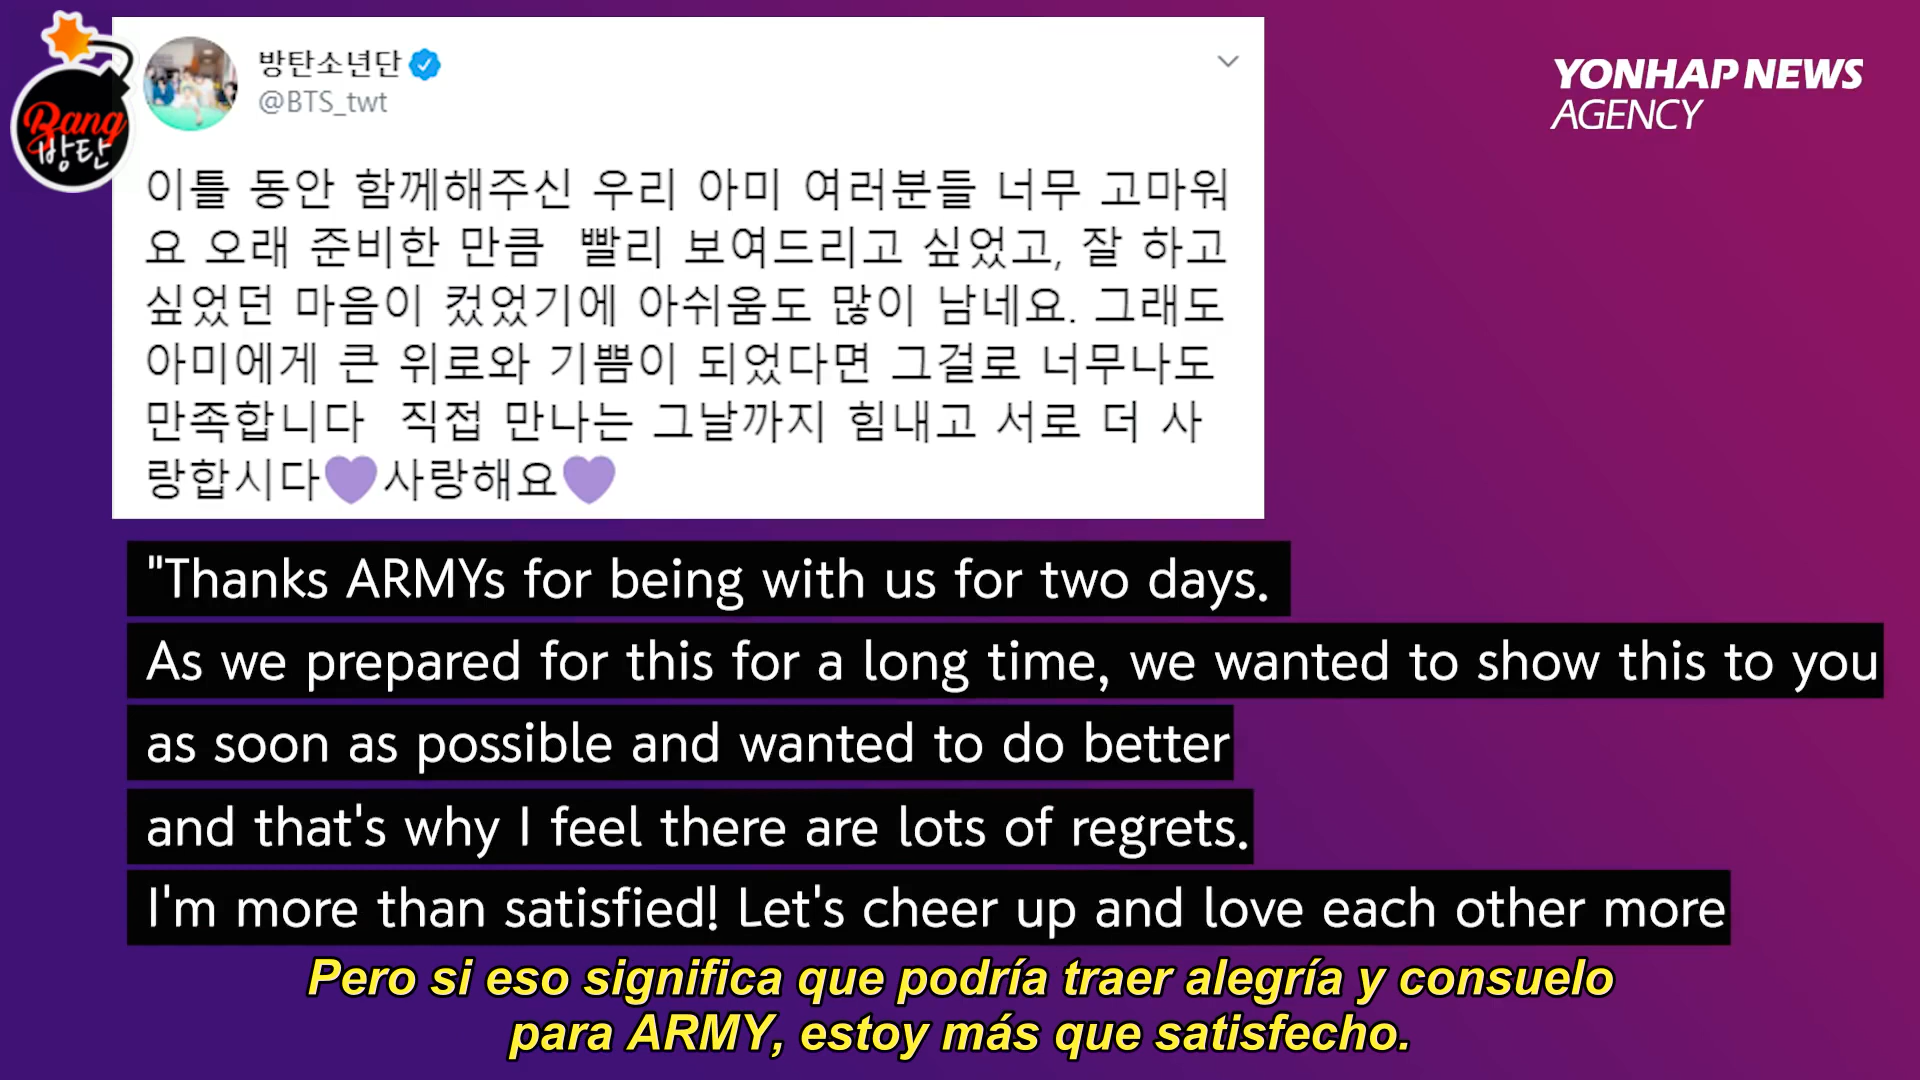 Bang
방탄
방탄소년단
@BTS_twt
YONHAP NEWS
AGENCY
이틀 동안 함께해주신 우리 아미 여러분들 너무 고마워
요 오래 준비한 만큼 빨리 보여드리고 싶었고, 잘 하고
싶었던 마음이 컸었기에 아쉬움도 많이 남네요. 그래도
아미에게 큰 위로와 기쁨이 되었다면 그걸로 너무나도
만족합니다 직접 만나는 그날까지 힘내고 서로 더 사
랑합시다💜사랑해요💜
"Thanks ARMYs for being with us for two days.
As we prepared for this for a long time, we wanted to show this to you
as soon as possible and wanted to do better
and that's why I feel there are lots of regrets.
I'm more than satisfied! Let's cheer up and love each other more
Pero si eso significa que podría traer alegría y consuelo
para ARMY, estoy más que satisfecho.